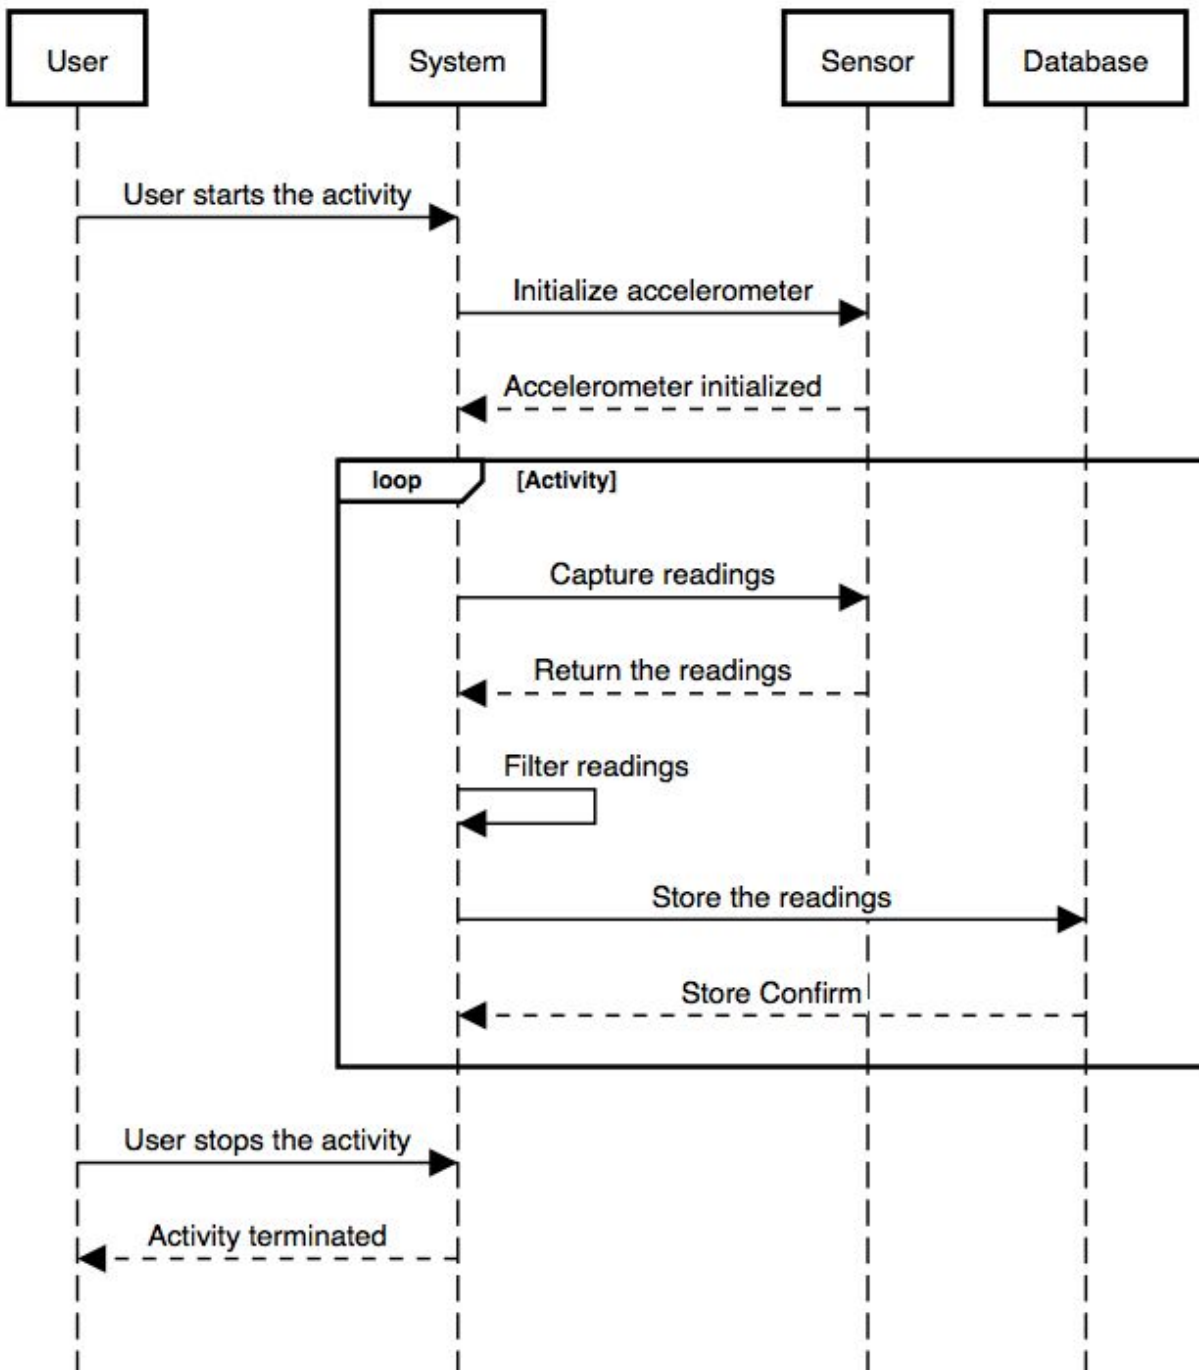 User
System
Sensor
Database
User starts the activity
Initialize accelerometer
Accelerometer initialized
loop
[Activity]
Capture readings
Return the readings
Filter readings
Store the readings
Store Confirm
User stops the activity
Activity terminated